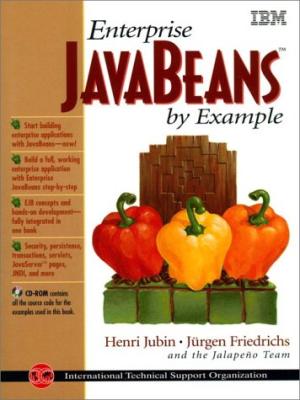 IBM
Enterprise
JAVABEANS™
by Example
Start building
enterprise applications
with JavaBeans—now!
Build a full, working
enterprise application
with Enterprise
JavaBeans step-by-step
EJB concepts and
hands-on development—
fully integrated in
one book
Security, persistence,
transactions, servlets,
JavaServer™ pages,
JNDI, and more
CD-ROM contains
all the source code for the
examples used in this book.
Henri Jubin · Jürgen Friedrichs
and the Jalapeño Team
International Technical Support Organization